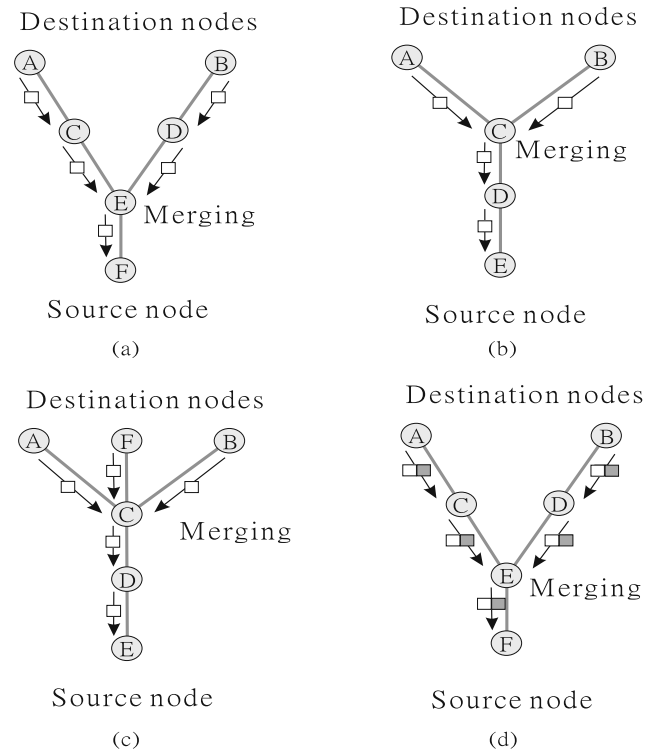 Destination nodes
A
B
C
D
E
Merging
F
Source node
(a)
Destination nodes
A
B
C
Merging
D
E
Source node
(b)
Destination nodes
A
F
B
C
Merging
D
E
Source node
(c)
Destination nodes
A
B
C
D
E
Merging
F
Source node
(d)